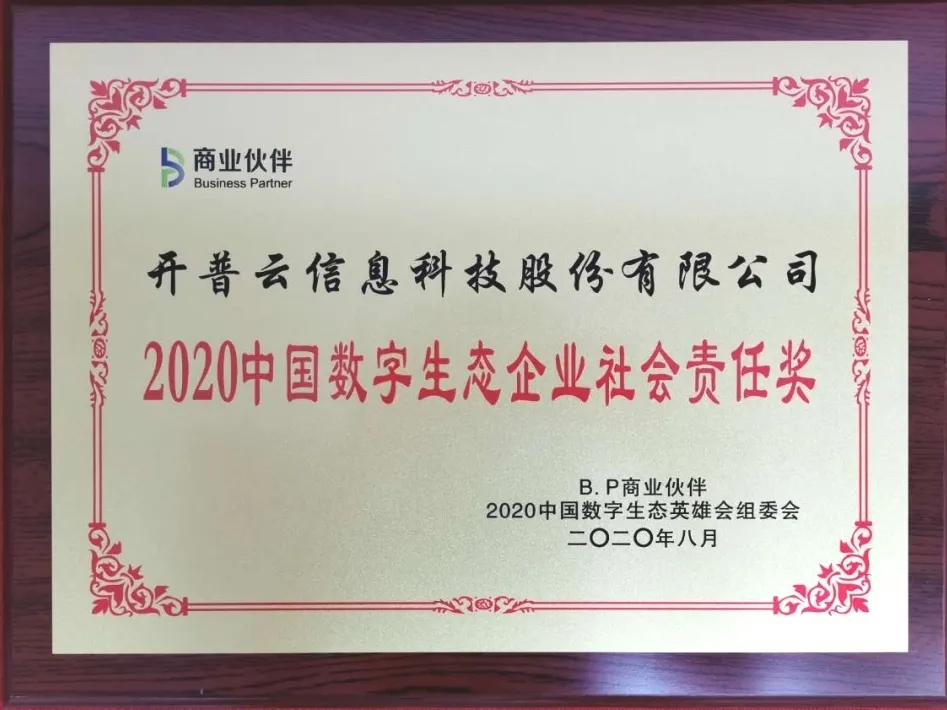 商业伙伴
Business Partner
开普云信息科技股份有限公司
2020中国数字生态企业社会责任奖
B.P商业伙伴
2020中国数字生态英雄会组委会
二〇二〇年八月